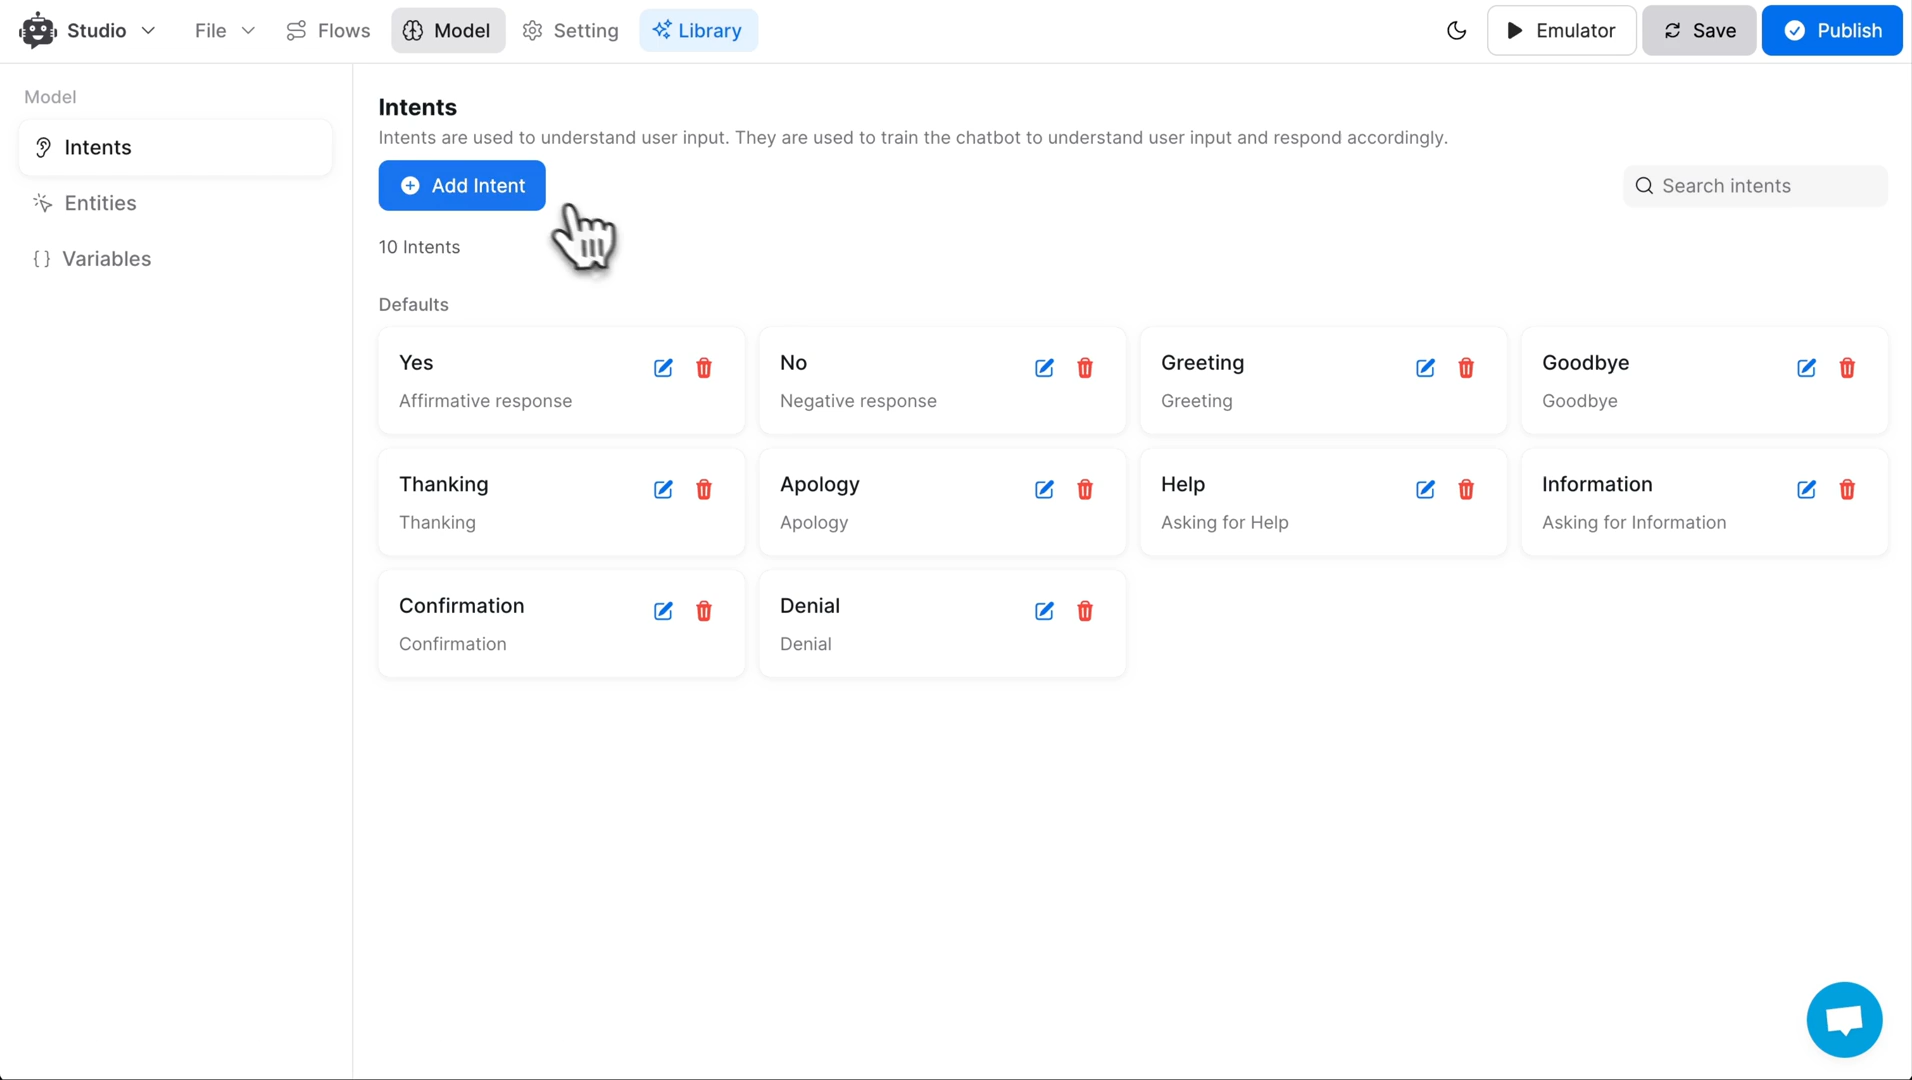 Studio File Flows Model Setting Library Emulator Save Publish
Model
Intents
Entities
{} Variables
Intents
Intents are used to understand user input. They are used to train the chatbot to understand user input and respond accordingly.
Add Intent
Search intents
10 Intents
Defaults
Yes
Affirmative response
No
Negative response
Greeting
Greeting
Goodbye
Goodbye
Thanking
Thanking
Apology
Apology
Help
Asking for Help
Information
Asking for Information
Confirmation
Confirmation
Denial
Denial